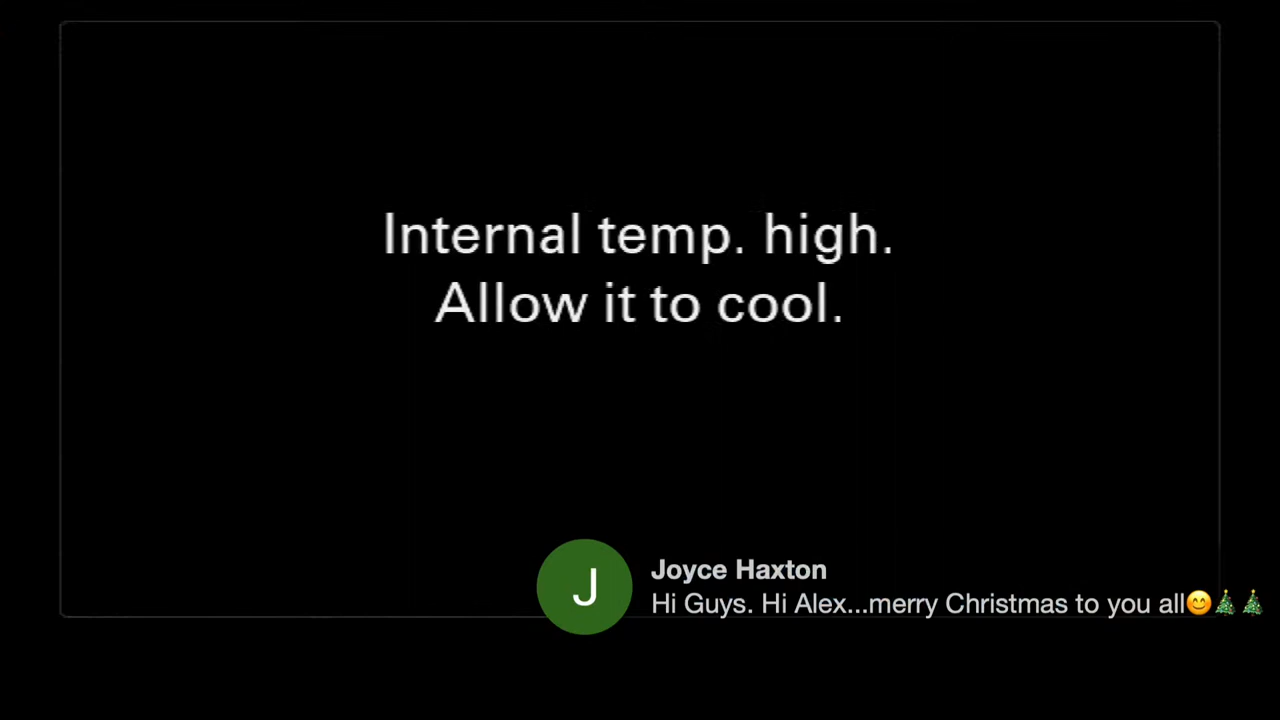 Internal temp. high.
Allow it to cool.
J
Joyce Haxton
Hi Guys. Hi Alex...merry Christmas to you all😊🎄🎄